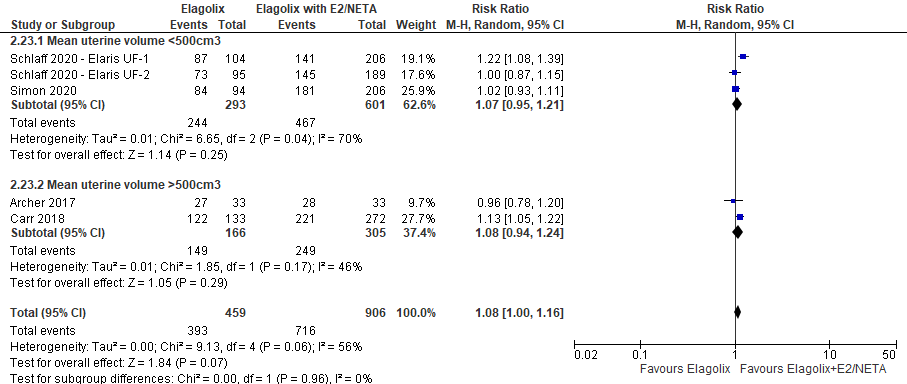 Elagolix Elagolix with E2/NETA Risk Ratio Risk Ratio
Study or Subgroup Events Total Events Total Weight M-H, Random, 95% CI M-H, Random, 95% CI
2.23.1 Mean uterine volume <500cm3
Schlaff 2020 - Elaris UF-1 87 104 141 206 19.1% 1.22 [1.08, 1.39]
Schlaff 2020 - Elaris UF-2 73 95 145 189 17.6% 1.00 [0.87, 1.15]
Simon 2020 84 94 181 206 25.9% 1.02 [0.93, 1.11]
Subtotal (95% CI) 293 601 62.6% 1.07 [0.95, 1.21]
Total events 244 467
Heterogeneity: Tau² = 0.01; Chi² = 6.65, df = 2 (P = 0.04); I² = 70%
Test for overall effect: Z = 1.14 (P = 0.25)
2.23.2 Mean uterine volume >500cm3
Archer 2017 27 33 28 33 9.7% 0.96 [0.78, 1.20]
Carr 2018 122 133 221 272 27.7% 1.13 [1.05, 1.22]
Subtotal (95% CI) 166 305 37.4% 1.08 [0.94, 1.24]
Total events 149 249
Heterogeneity: Tau² = 0.01; Chi² = 1.85, df = 1 (P = 0.17); I² = 46%
Test for overall effect: Z = 1.05 (P = 0.29)
Total (95% CI) 459 906 100.0% 1.08 [1.00, 1.16]
Total events 393 716
Heterogeneity: Tau² = 0.00; Chi² = 9.13, df = 4 (P = 0.06); I² = 56%
Test for overall effect: Z = 1.84 (P = 0.07)
Test for subgroup differences: Chi² = 0.00, df = 1 (P = 0.96), I² = 0%
0.02 0.1 1 10 50
Favours Elagolix Favours Elagolix+E2/NETA